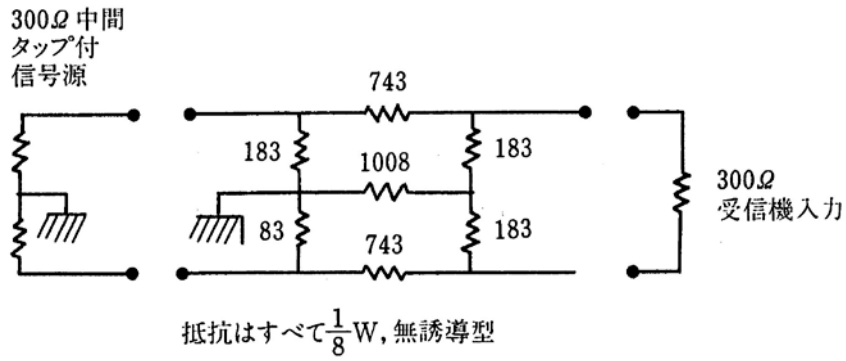 300Ω 中間
タップ付
信号源
743
183
183
1008
300Ω
受信機入力
83
183
743
抵抗はすべて1/8W, 無誘導型